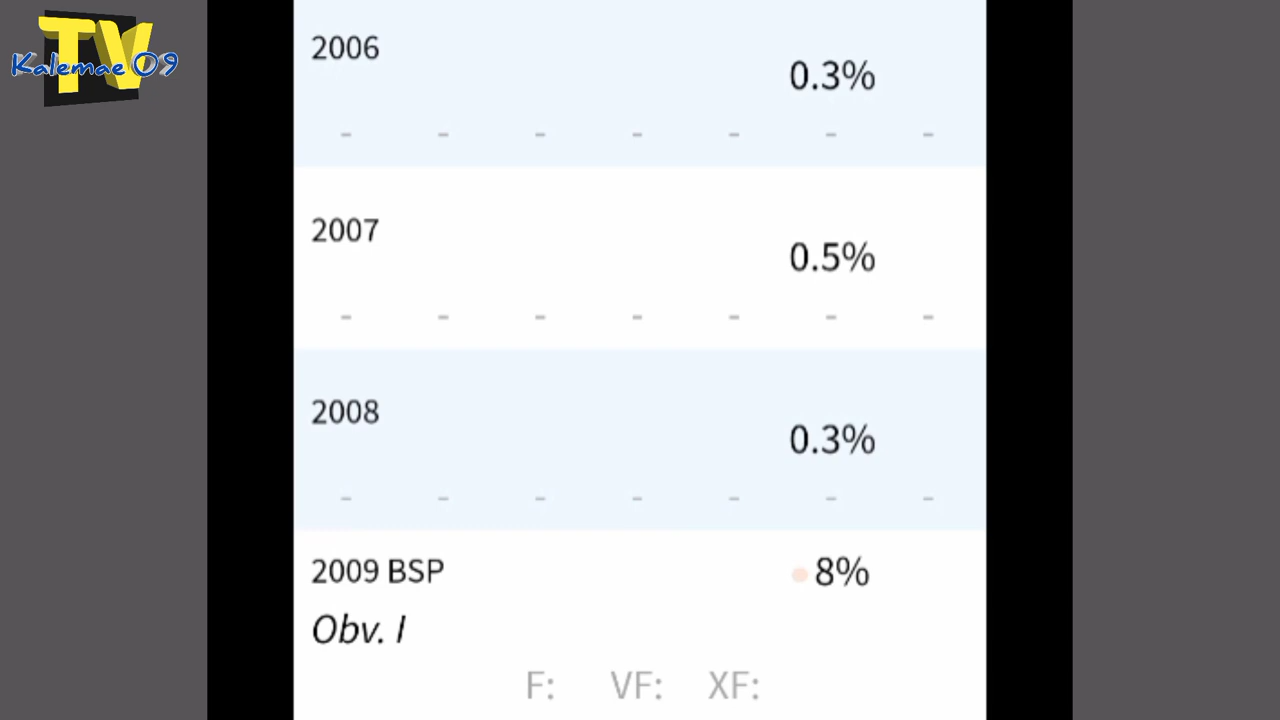 TV
Kalemae 09
2006
0.3%
- - - - - - -
2007
0.5%
- - - - - - -
2008
0.3%
- - - - - - -
2009 BSP
8%
Obv. I
F: VF: XF: